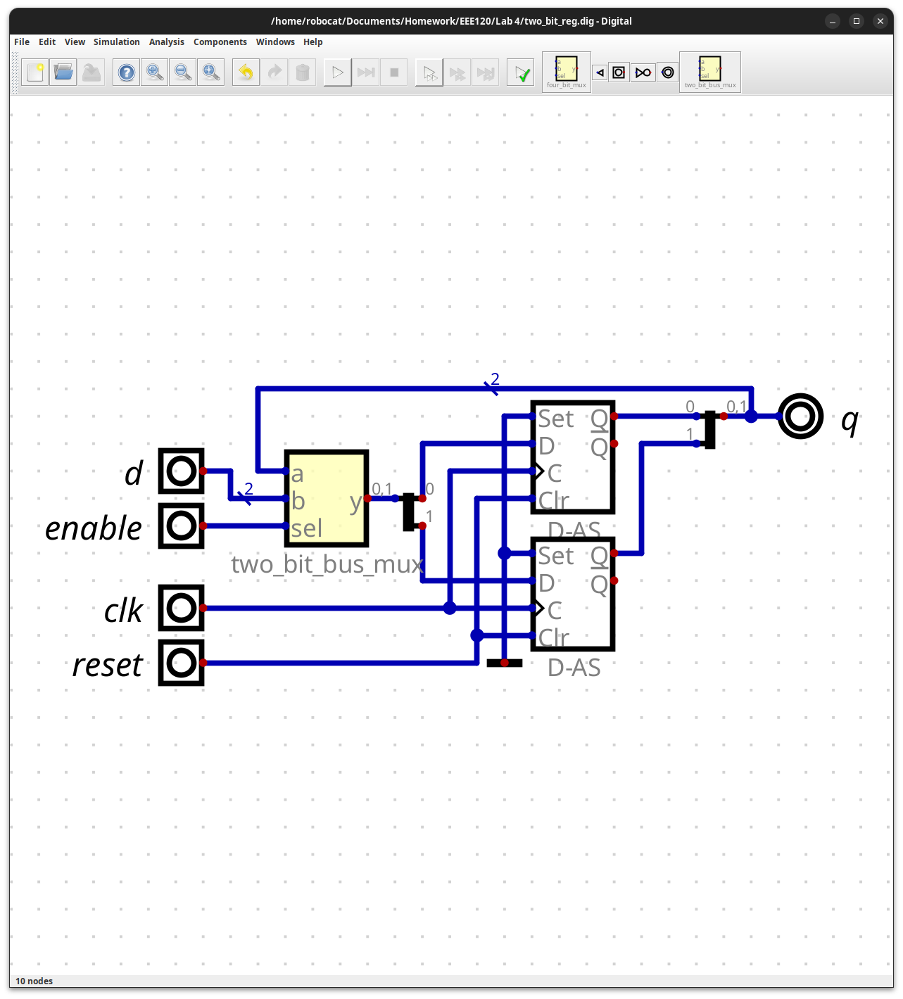 /home/robocat/Documents/Homework/EEE120/Lab 4/two_bit_reg.dig - Digital
File Edit View Simulation Analysis Components Windows Help
a
b y
sel
four_bit_mux
a
b y
sel
two_bit_bus_mux
2
0 0,1
Set Q
q
1
D Q
d
a
C
2
0,1 0
b y
Clr
1
enable
sel
D-AS
Set Q
two_bit_bus_mux
D Q
clk
C
Clr
reset
D-AS
10 nodes